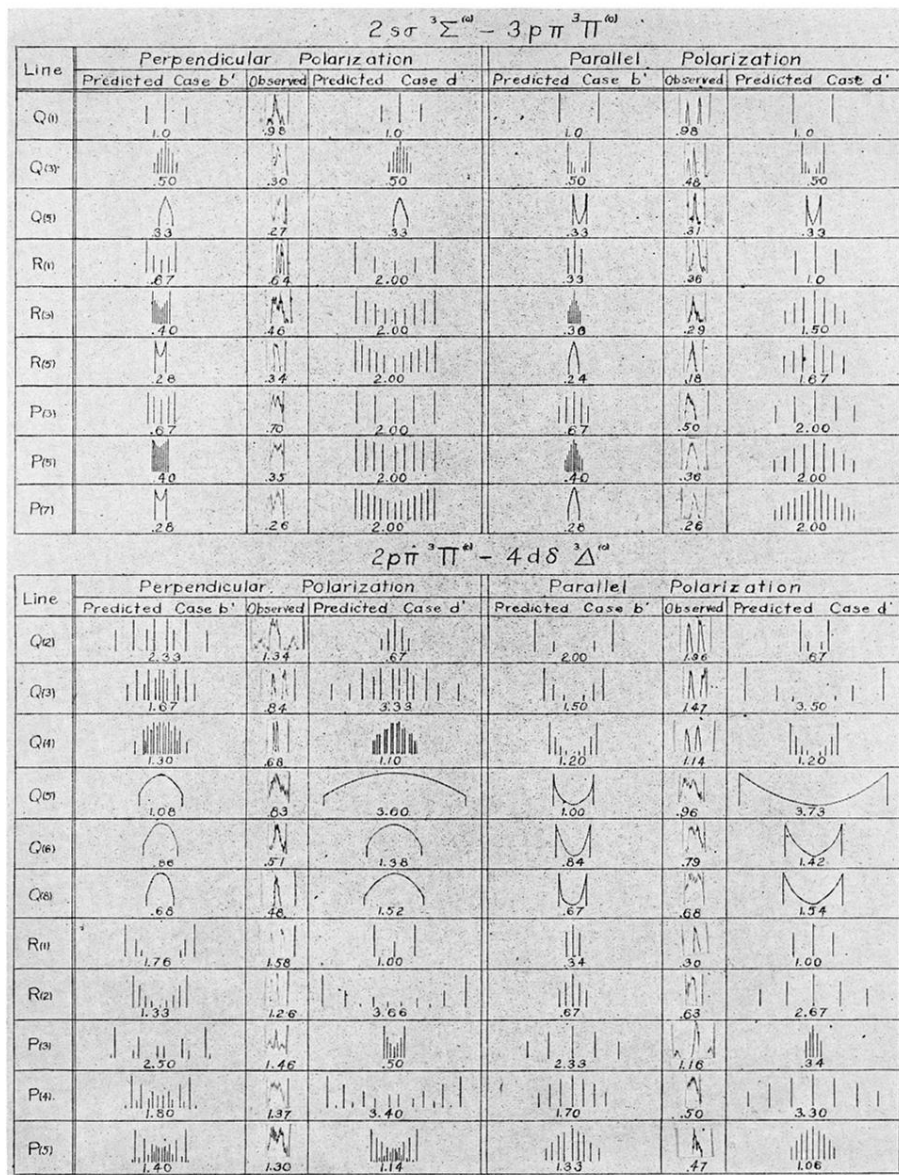 2sσ ³Σ⁽ᵃ⁾ – 3pπ ³Π⁽ᵇ⁾
Line Perpendicular Polarization Parallel Polarization
Predicted Case b' Observed Predicted Case d' Predicted Case b' Observed Predicted Case d'
Q(1) 1.0 .98 1.0 1.0 .98 1.0
Q(3) .50 .30 .50 .50 .48 .50
Q(5) .33 .27 .33 .33 .31 .33
R(1) .67 .64 2.00 .33 .36 1.0
R(3) .40 .46 2.00 .36 .29 1.50
R(5) .28 .34 2.00 .24 .18 1.67
P(3) .67 .70 2.00 .67 .50 2.00
P(5) .40 .35 2.00 .40 .36 2.00
P(7) .28 .26 2.00 .28 .26 2.00
2pπ ³Π – 4dδ ³Δ
Line Perpendicular Polarization Parallel Polarization
Predicted Case b' Observed Predicted Case d' Predicted Case b' Observed Predicted Case d'
Q(2) 2.33 1.34 .67 2.00 1.96 .67
Q(3) 1.67 .84 3.33 1.50 1.47 3.50
Q(4) 1.30 .68 1.10 1.20 1.14 1.20
Q(5) 1.08 .83 3.60 1.00 .96 3.73
Q(6) .86 .57 1.38 .84 .79 1.42
Q(8) .68 .48 1.52 .67 .68 1.54
R(1) 1.76 1.58 1.00 .34 .30 1.00
R(2) 1.33 1.26 3.66 .67 .63 2.67
P(3) 2.50 1.46 .50 2.33 1.16 .34
P(4) 1.80 1.37 3.40 1.70 .50 3.30
P(5) 1.40 1.30 1.14 1.33 .47 1.06